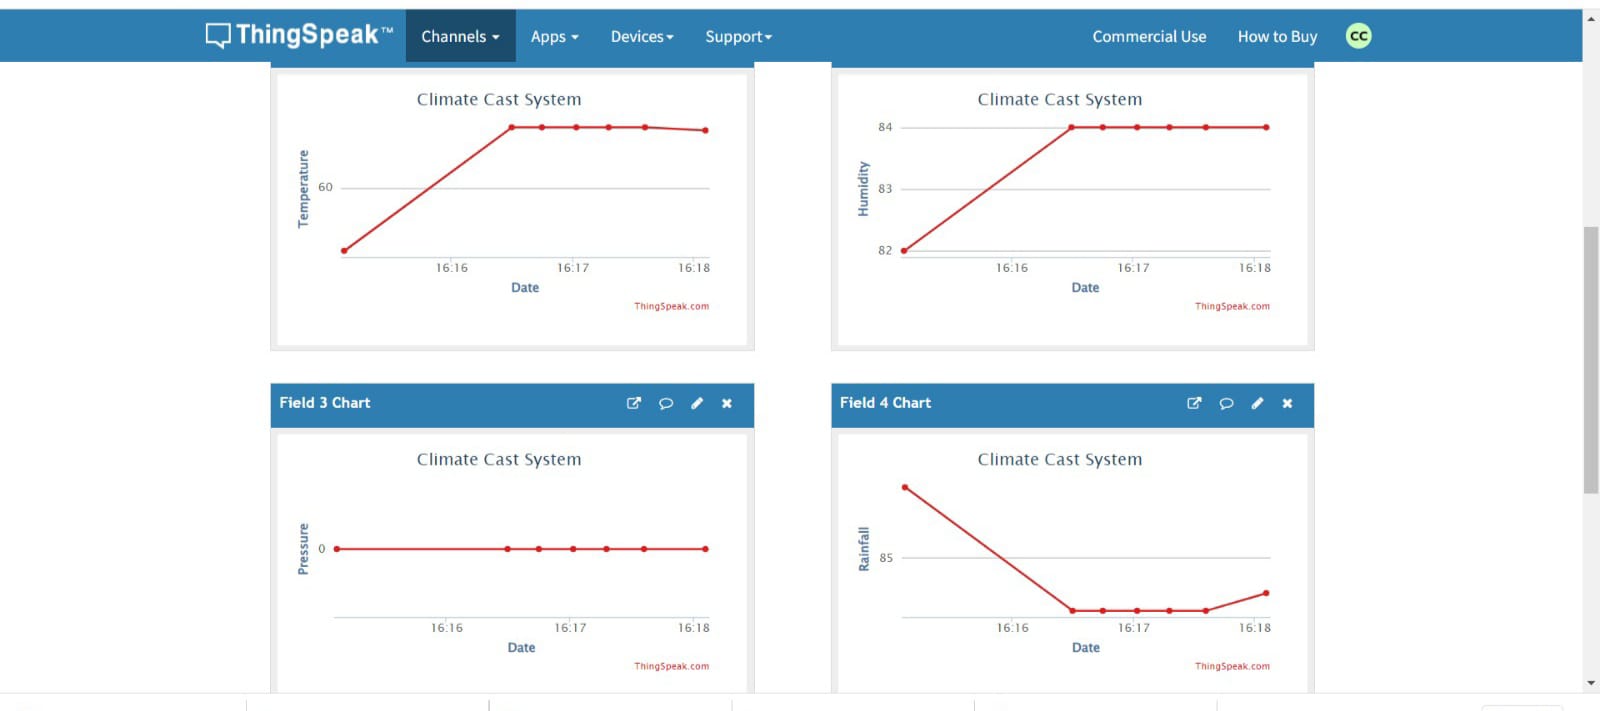 ThingSpeak™ Channels Apps Devices Support Commercial Use How to Buy CC
Climate Cast System
Temperature
60
16:16 16:17 16:18
Date
ThingSpeak.com
Climate Cast System
Humidity
84
83
82
16:16 16:17 16:18
Date
ThingSpeak.com
Field 3 Chart
Climate Cast System
Pressure
0
16:16 16:17 16:18
Date
ThingSpeak.com
Field 4 Chart
Climate Cast System
Rainfall
85
16:16 16:17 16:18
Date
ThingSpeak.com